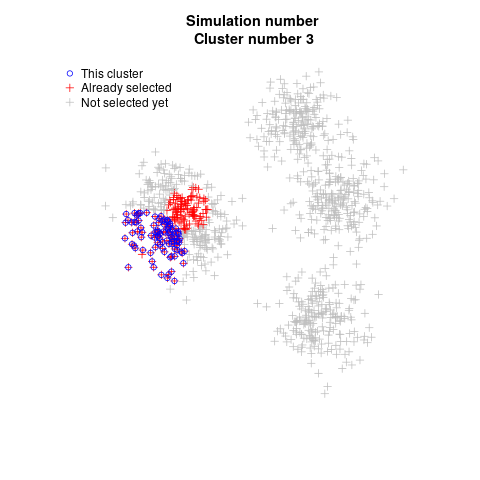 Simulation number
Cluster number 3
This cluster
Already selected
Not selected yet